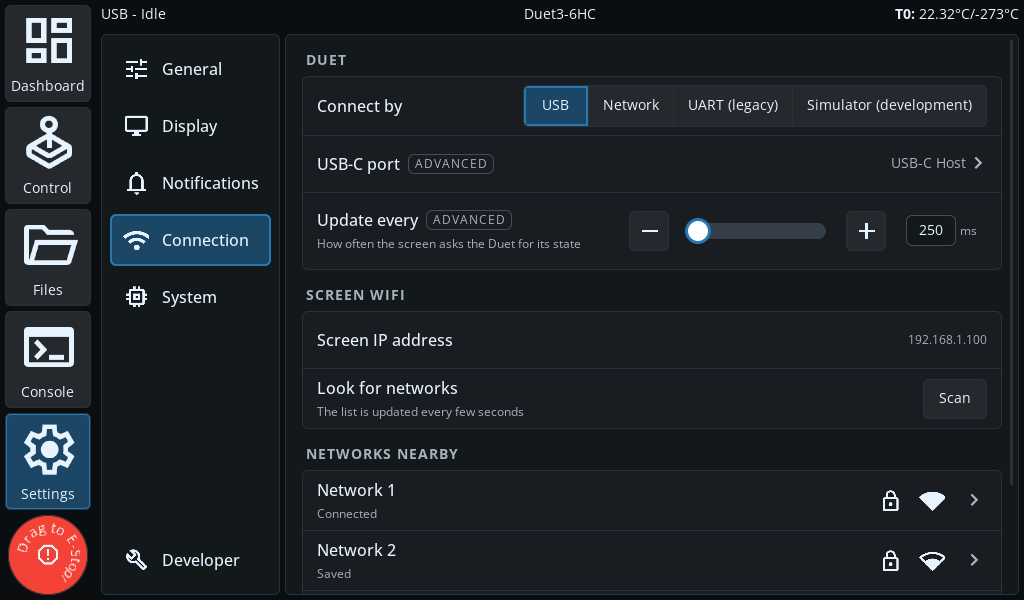 USB - Idle
Duet3-6HC
T0: 22.32°C/-273°C
Dashboard
Control
Files
Console
Settings
Drag to E-Stop!
General
Display
Notifications
Connection
System
Developer
DUET
Connect by
USB
Network
UART (legacy)
Simulator (development)
USB-C port ADVANCED
USB-C Host
Update every ADVANCED
How often the screen asks the Duet for its state
250 ms
SCREEN WIFI
Screen IP address
192.168.1.100
Look for networks
The list is updated every few seconds
Scan
NETWORKS NEARBY
Network 1
Connected
Network 2
Saved